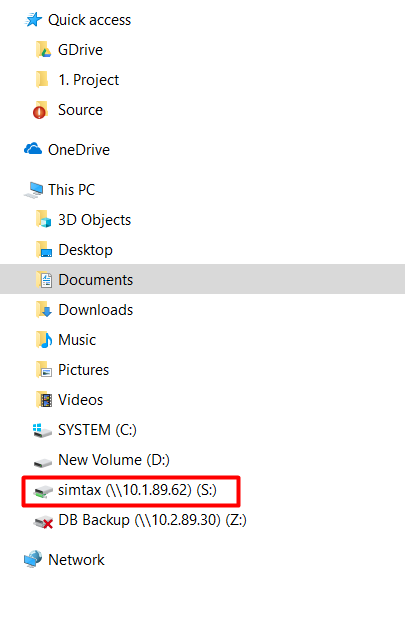 Quick access
GDrive
1. Project
Source
OneDrive
This PC
3D Objects
Desktop
Documents
Downloads
Music
Pictures
Videos
SYSTEM (C:)
New Volume (D:)
simtax (\\10.1.89.62) (S:)
DB Backup (\\10.2.89.30) (Z:)
Network